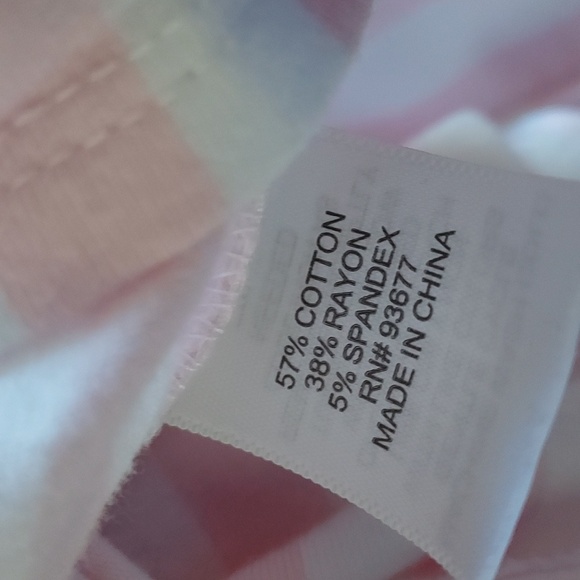 57% COTTON
38% RAYON
5% SPANDEX
RN# 93677
MADE IN CHINA